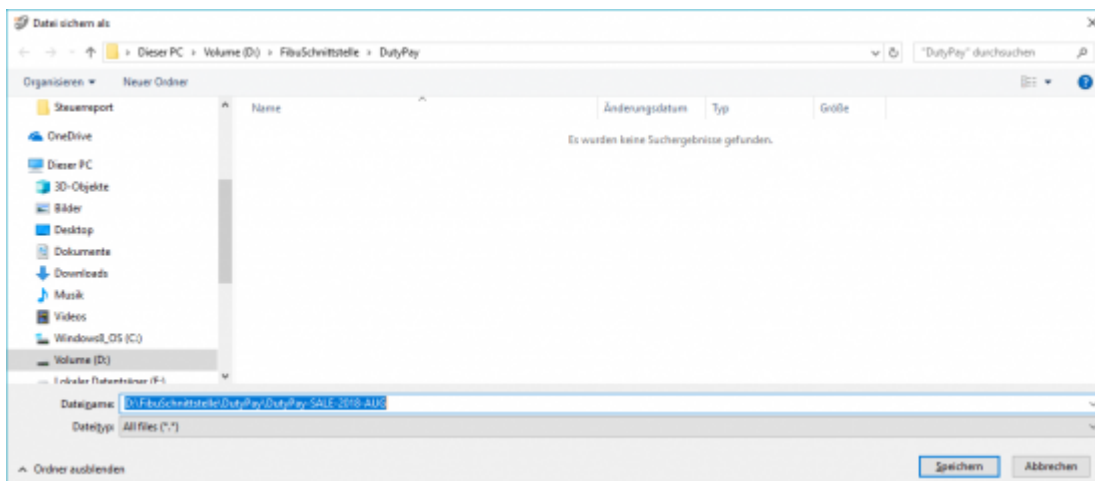 Datei sichern als
Dieser PC › Volume (D:) › FibuSchnittstelle › DutyPay
"DutyPay" durchsuchen
Organisieren
Neuer Ordner
Steuerreport
OneDrive
Dieser PC
3D-Objekte
Bilder
Desktop
Dokumente
Downloads
Musik
Videos
Windows8_OS (C:)
Volume (D:)
Lokaler Datenträger (E:)
Name
Änderungsdatum
Typ
Größe
Es wurden keine Suchergebnisse gefunden.
Dateiname: D:\FibuSchnittstelle\DutyPay\DutyPay-SALE-2018-AUG
Dateityp: All files (*.*)
Ordner ausblenden
Speichern
Abbrechen